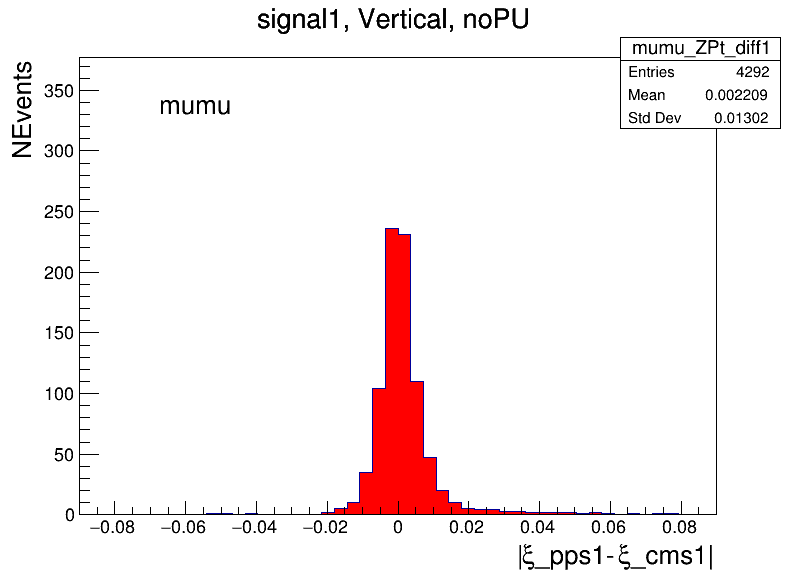 signal1, Vertical, noPU
mumu_ZPt_diff1
Entries 4292
Mean 0.002209
Std Dev 0.01302
NEvents
mumu
350
300
250
200
150
100
50
0
−0.08 −0.06 −0.04 −0.02 0 0.02 0.04 0.06 0.08
|ξ_pps1-ξ_cms1|